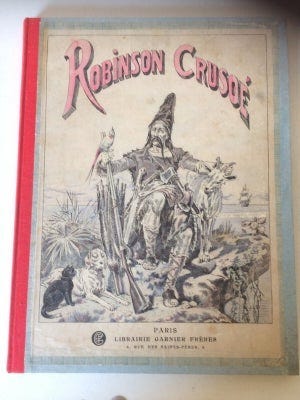 ROBINSON CRUSOÉ
PARIS
LIBRAIRIE GARNIER FRÈRES
6, RUE DES SAINTS-PÈRES, 6